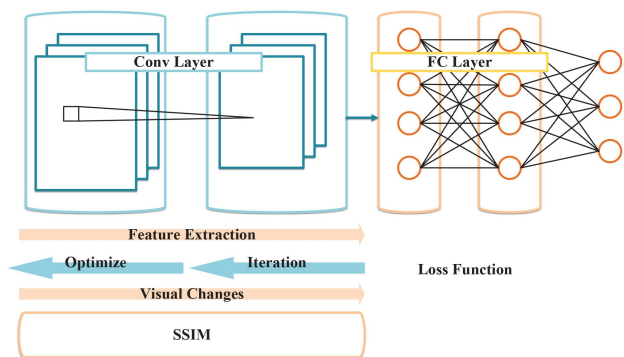 Conv Layer
FC Layer
Feature Extraction
Optimize
Iteration
Loss Function
Visual Changes
SSIM